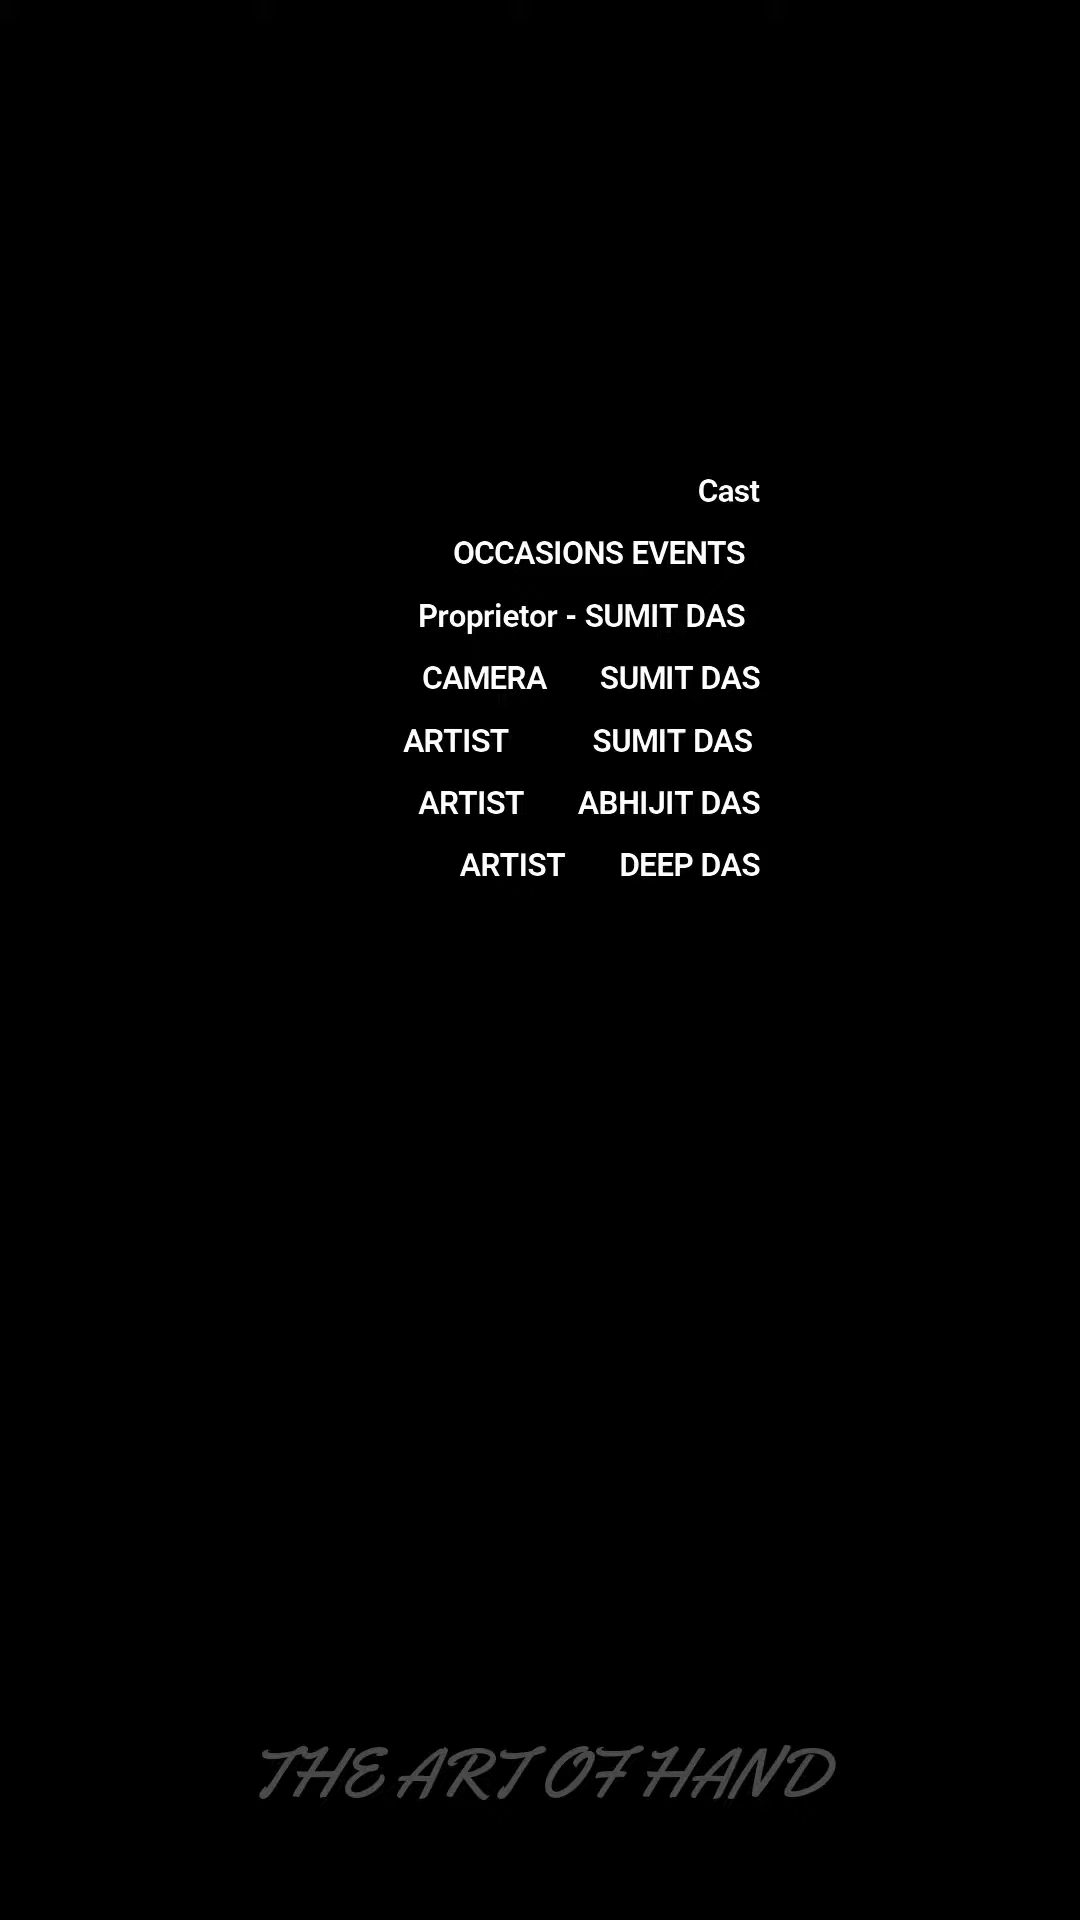 Cast
OCCASIONS EVENTS
Proprietor - SUMIT DAS
CAMERA SUMIT DAS
ARTIST SUMIT DAS
ARTIST ABHIJIT DAS
ARTIST DEEP DAS
THE ART OF HAND